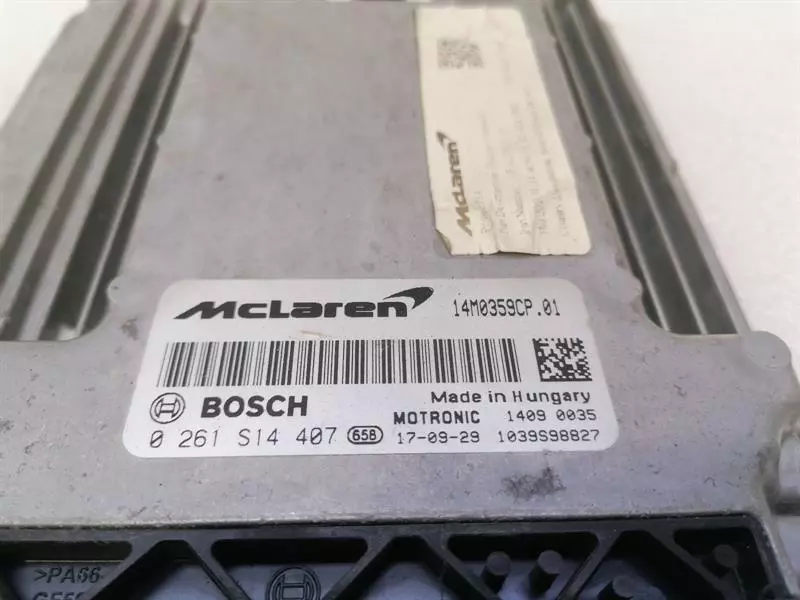 McLaren
McLaren 14M0359CP.01
Made in Hungary
BOSCH MOTRONIC 1409 0035
0 261 S14 407 658 17-09-29 1039S98827
>PA66-